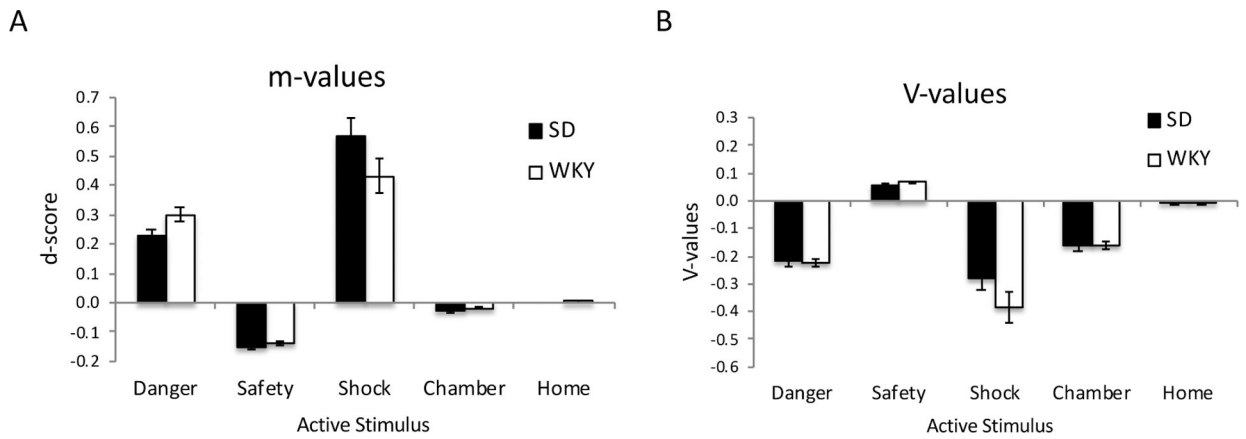 A
m-values
d-score
0.7
0.6
0.5
0.4
0.3
0.2
0.1
0.0
-0.1
-0.2
SD
WKY
Danger Safety Shock Chamber Home
Active Stimulus
B
V-values
V-values
0.3
0.2
0.1
0.0
-0.1
-0.2
-0.3
-0.4
-0.5
-0.6
SD
WKY
Danger Safety Shock Chamber Home
Active Stimulus